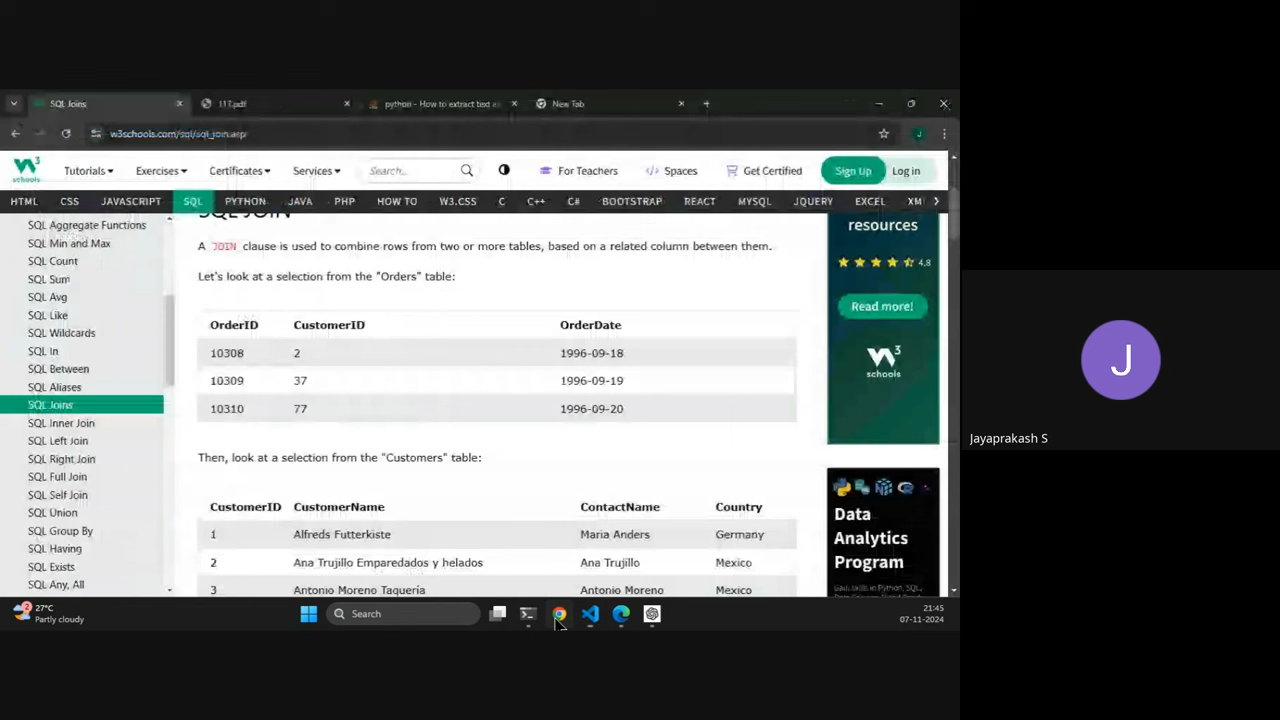 SQL Joins
117.pdf
python - How to extract text
New Tab
w3schools.com/sql/sql_join.asp
J
W3
schools
Tutorials
Exercises
Certificates
Services
Search...
For Teachers
Spaces
Get Certified
Sign Up
Log in
HTML CSS JAVASCRIPT SQL PYTHON JAVA PHP HOW TO W3.CSS C C++ C# BOOTSTRAP REACT MYSQL JQUERY EXCEL XM
SQL Aggregate Functions
SQL Min and Max
SQL Count
SQL Sum
SQL Avg
SQL Like
SQL Wildcards
SQL In
SQL Between
SQL Aliases
SQL Joins
SQL Inner Join
SQL Left Join
SQL Right Join
SQL Full Join
SQL Self Join
SQL Union
SQL Group By
SQL Having
SQL Exists
SQL Any, All
SQL JOIN
A JOIN clause is used to combine rows from two or more tables, based on a related column between them.
Let's look at a selection from the "Orders" table:
OrderID CustomerID OrderDate
10308 2 1996-09-18
10309 37 1996-09-19
10310 77 1996-09-20
Then, look at a selection from the "Customers" table:
CustomerID CustomerName ContactName Country
1 Alfreds Futterkiste Maria Anders Germany
2 Ana Trujillo Emparedados y helados Ana Trujillo Mexico
3 Antonio Moreno Taquería Antonio Moreno Mexico
resources
4.8
Read more!
W3
schools
Data
Analytics
Program
J
Jayaprakash S
2
27°C
Partly cloudy
Search
21:45
07-11-2024